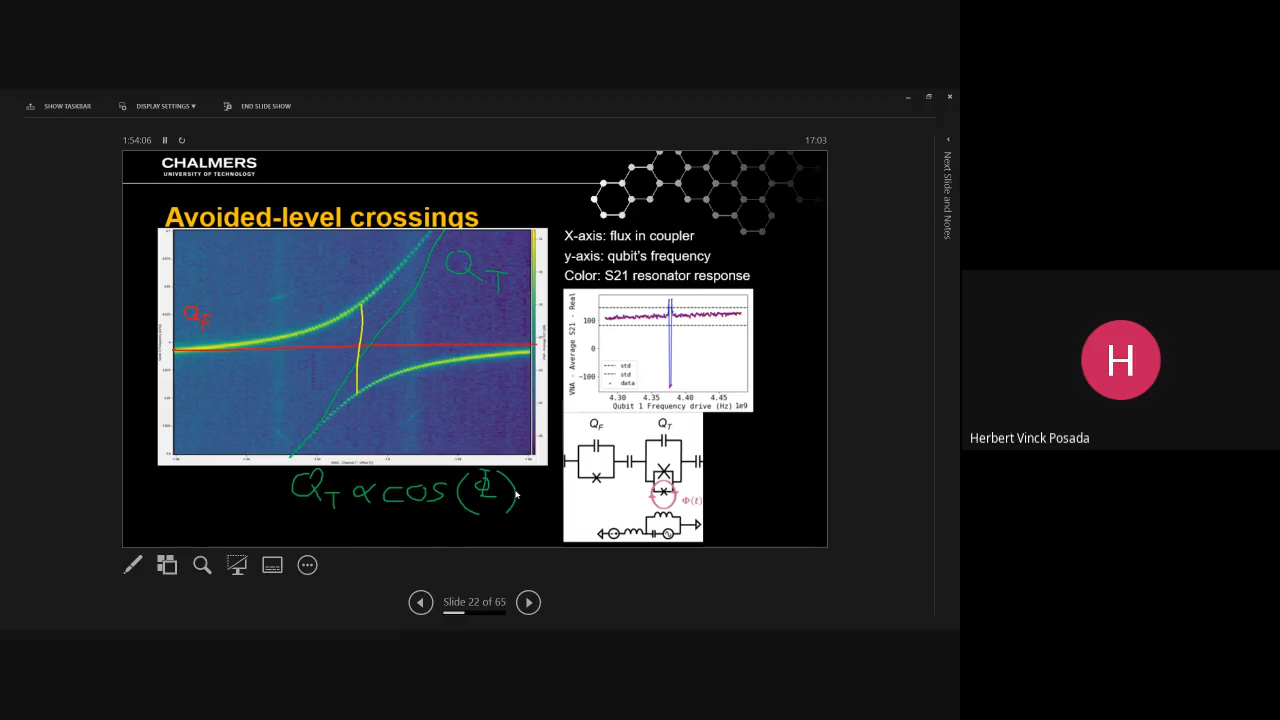 SHOW TASKBAR
DISPLAY SETTINGS ▼
END SLIDE SHOW
1:54:06
17:03
Next Slide and Notes
CHALMERS
UNIVERSITY OF TECHNOLOGY
Avoided-level crossings
Q_T
Q_F
Q_T ∝ cos(Φ)
X-axis: flux in coupler
y-axis: qubit's frequency
Color: S21 resonator response
VNA - Average S21 - Real
100
0
−100
std
std
data
4.30 4.35 4.40 4.45
Qubit 1 Frequency drive (Hz) 1e9
Q_F
Q_T
Φ(t)
Slide 22 of 65
H
Herbert Vinck Posada